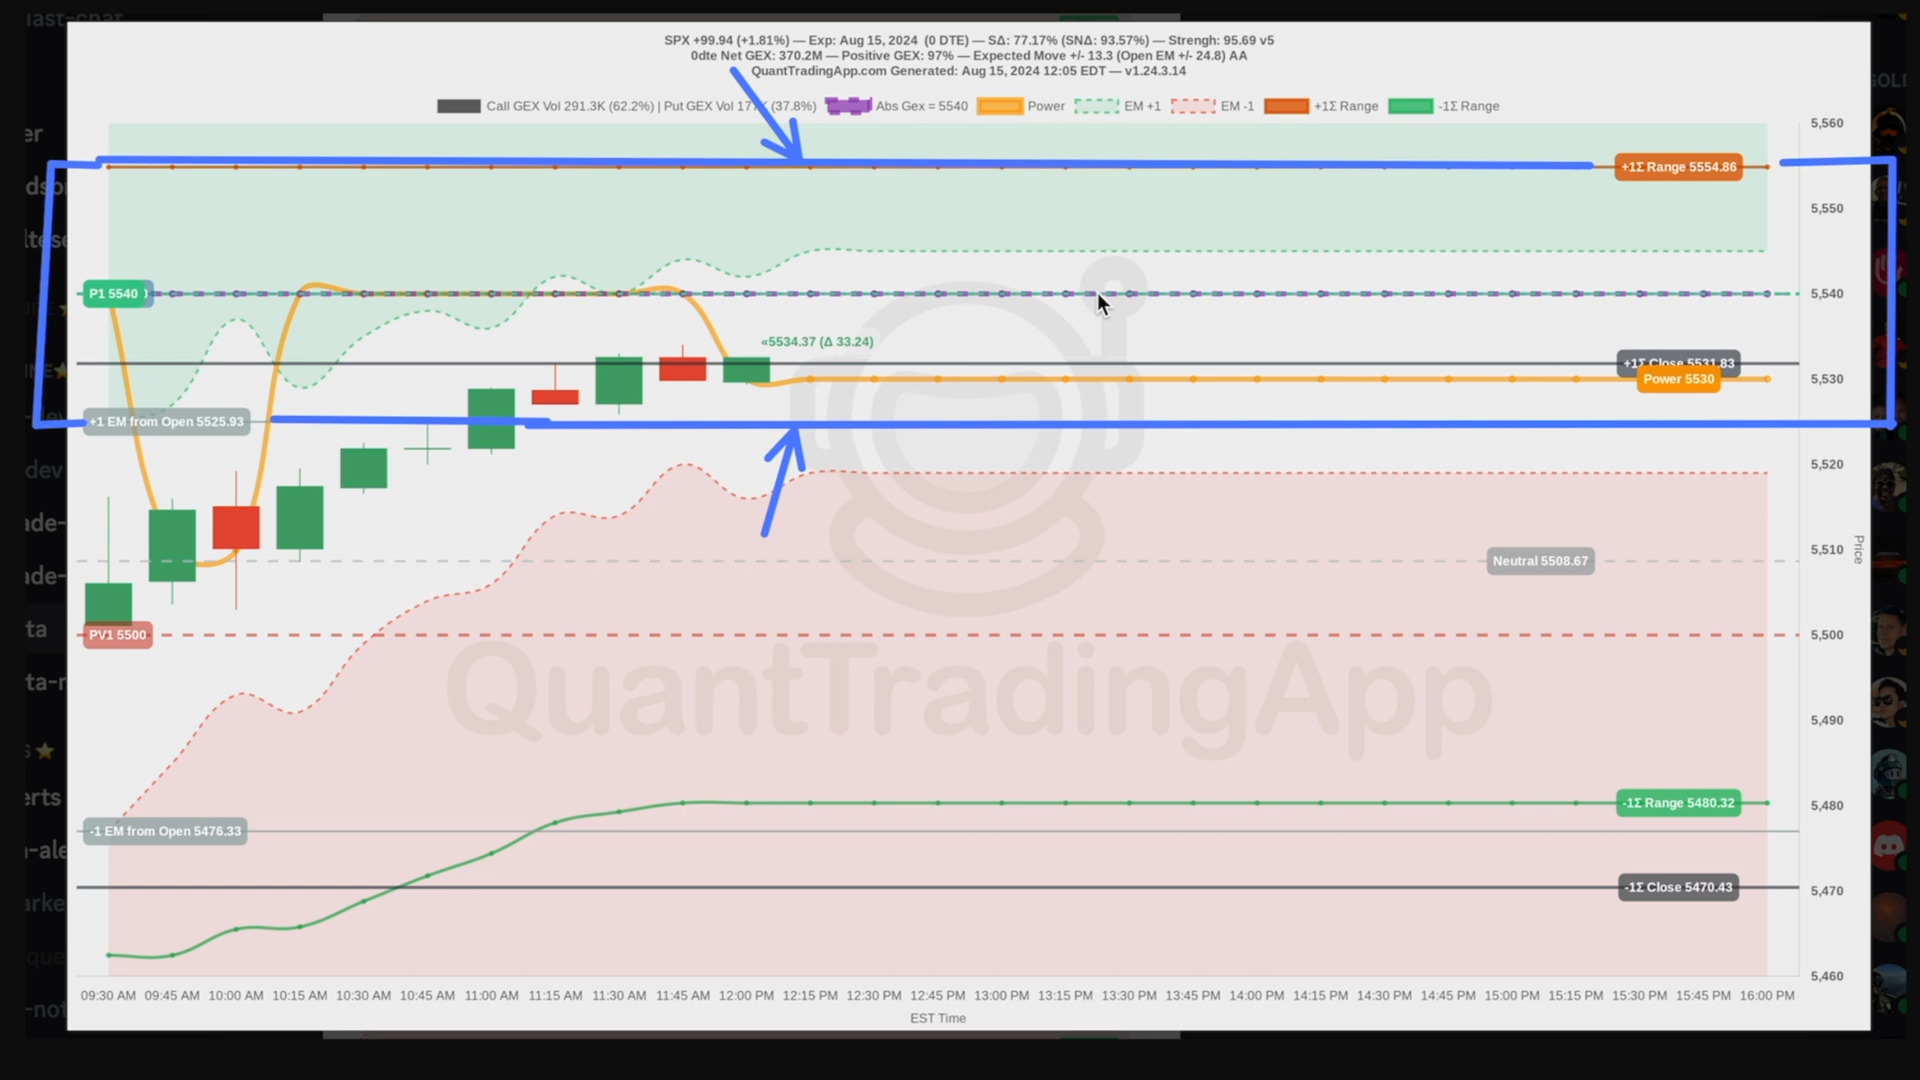 SPX +99.94 (+1.81%) — Exp: Aug 15, 2024 (0 DTE) — SΔ: 77.17% (SNΔ: 93.57%) — Strengh: 95.69 v5
0dte Net GEX: 370.2M — Positive GEX: 97% — Expected Move +/- 13.3 (Open EM +/- 24.8) AA
QuantTradingApp.com Generated: Aug 15, 2024 12:05 EDT — v1.24.3.14
Call GEX Vol 291.3K (62.2%) | Put GEX Vol (37.8%) Abs Gex = 5540 Power EM +1 EM -1 +1Σ Range -1Σ Range
5,560
+1Σ Range 5554.86
5,550
P1 5540
5,540
«5534.37 (Δ 33.24)
+1Σ Close 5531.83
Power 5530
5,530
+1 EM from Open 5525.93
5,520
5,510
Neutral 5508.67
Price
PV1 5500
5,500
QuantTradingApp
5,490
5,480
-1Σ Range 5480.32
-1 EM from Open 5476.33
5,470
-1Σ Close 5470.43
5,460
09:30 AM 09:45 AM 10:00 AM 10:15 AM 10:30 AM 10:45 AM 11:00 AM 11:15 AM 11:30 AM 11:45 AM 12:00 PM 12:15 PM 12:30 PM 12:45 PM 13:00 PM 13:15 PM 13:30 PM 13:45 PM 14:00 PM 14:15 PM 14:30 PM 14:45 PM 15:00 PM 15:15 PM 15:30 PM 15:45 PM 16:00 PM
EST Time